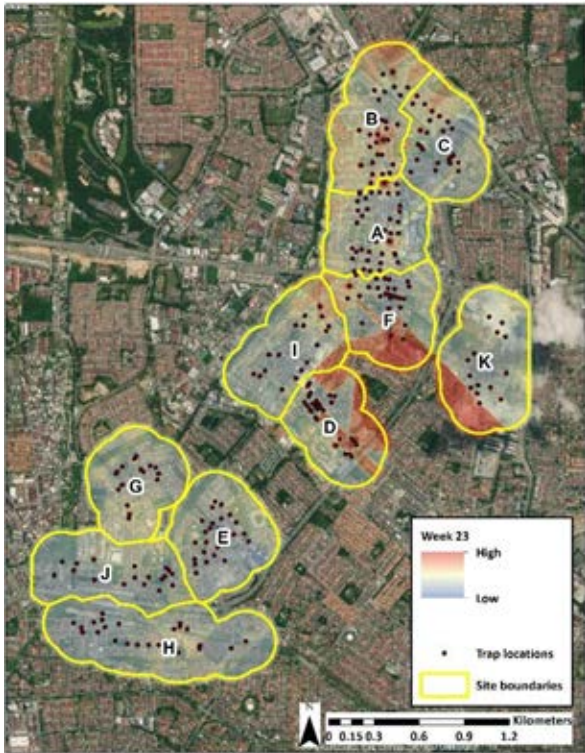 B
C
A
F
I
K
D
G
E
J
H
Week 23
High
Low
Trap locations
Site boundaries
N
Kilometers
0 0.15 0.3 0.6 0.9 1.2